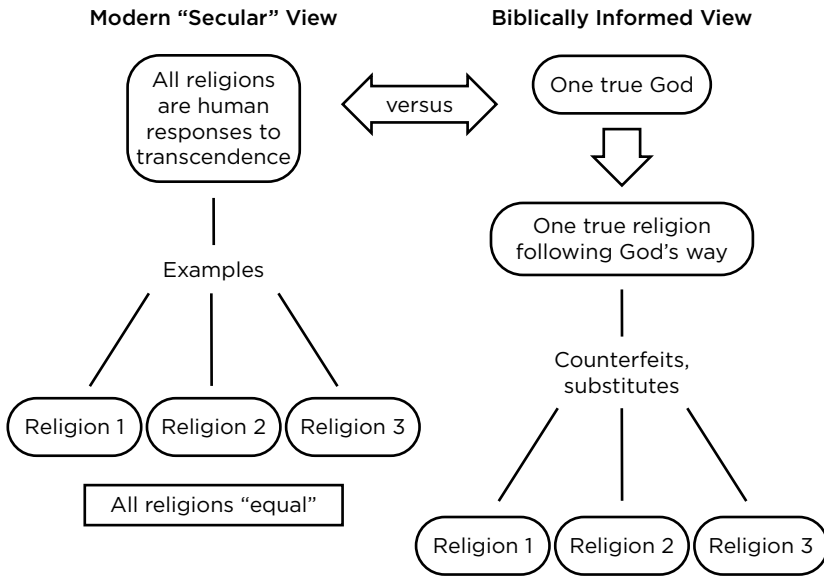 Modern “Secular” View
All religions
are human
responses to
transcendence
Examples
Religion 1
Religion 2
Religion 3
All religions “equal”
versus
Biblically Informed View
One true God
One true religion
following God’s way
Counterfeits,
substitutes
Religion 1
Religion 2
Religion 3